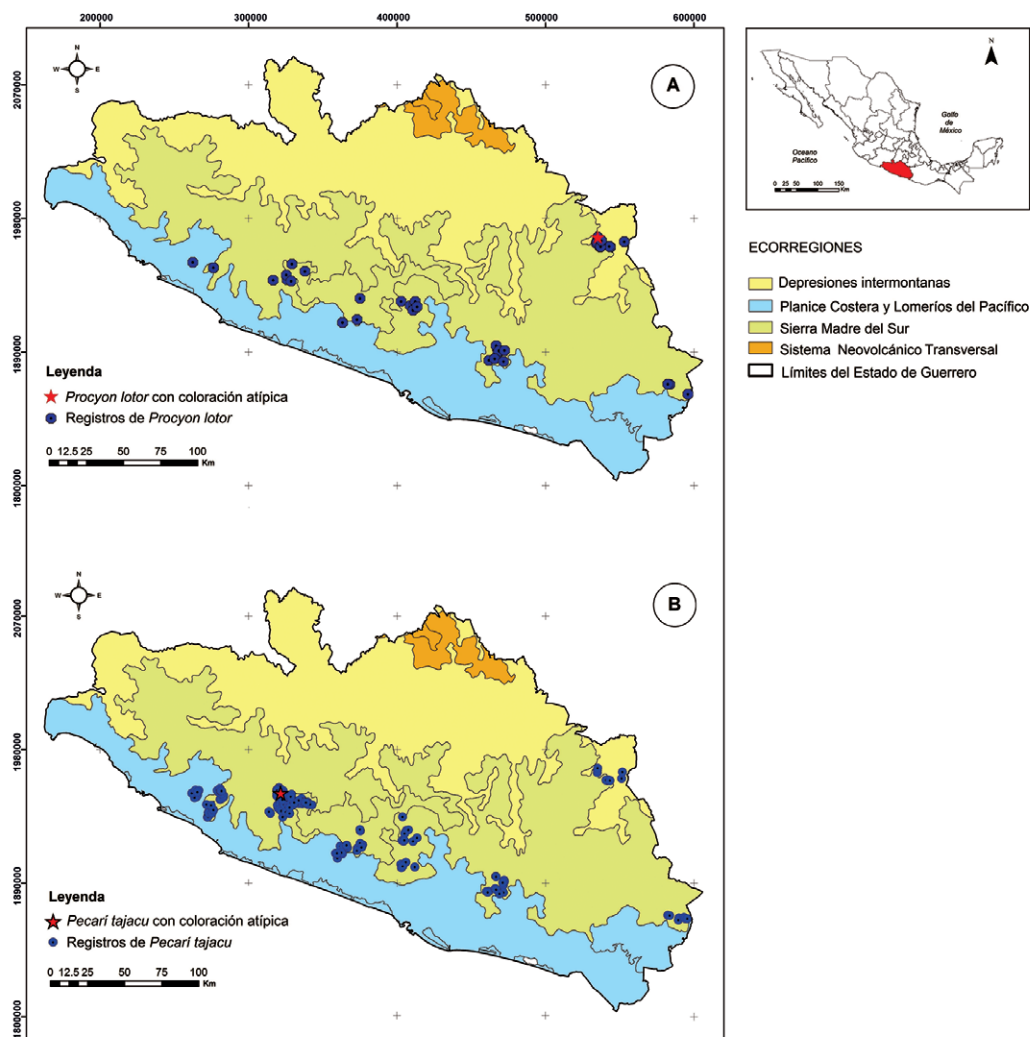 200000 300000 400000 500000 600000
N
W E
S
A
2070000
1980000
1890000
1800000
Leyenda
Procyon lotor con coloración atípica
Registros de Procyon lotor
0 12.5 25 50 75 100
Km
N
W E
S
B
2070000
1980000
1890000
1800000
Leyenda
Pecarí tajacu con coloración atípica
Registros de Pecarí tajacu
0 12.5 25 50 75 100
Km
N
Golfo
de
México
Oceano
Pacífico
0 25 50 100 150
Km
ECORREGIONES
Depresiones intermontanas
Planice Costera y Lomeríos del Pacífico
Sierra Madre del Sur
Sistema Neovolcánico Transversal
Límites del Estado de Guerrero